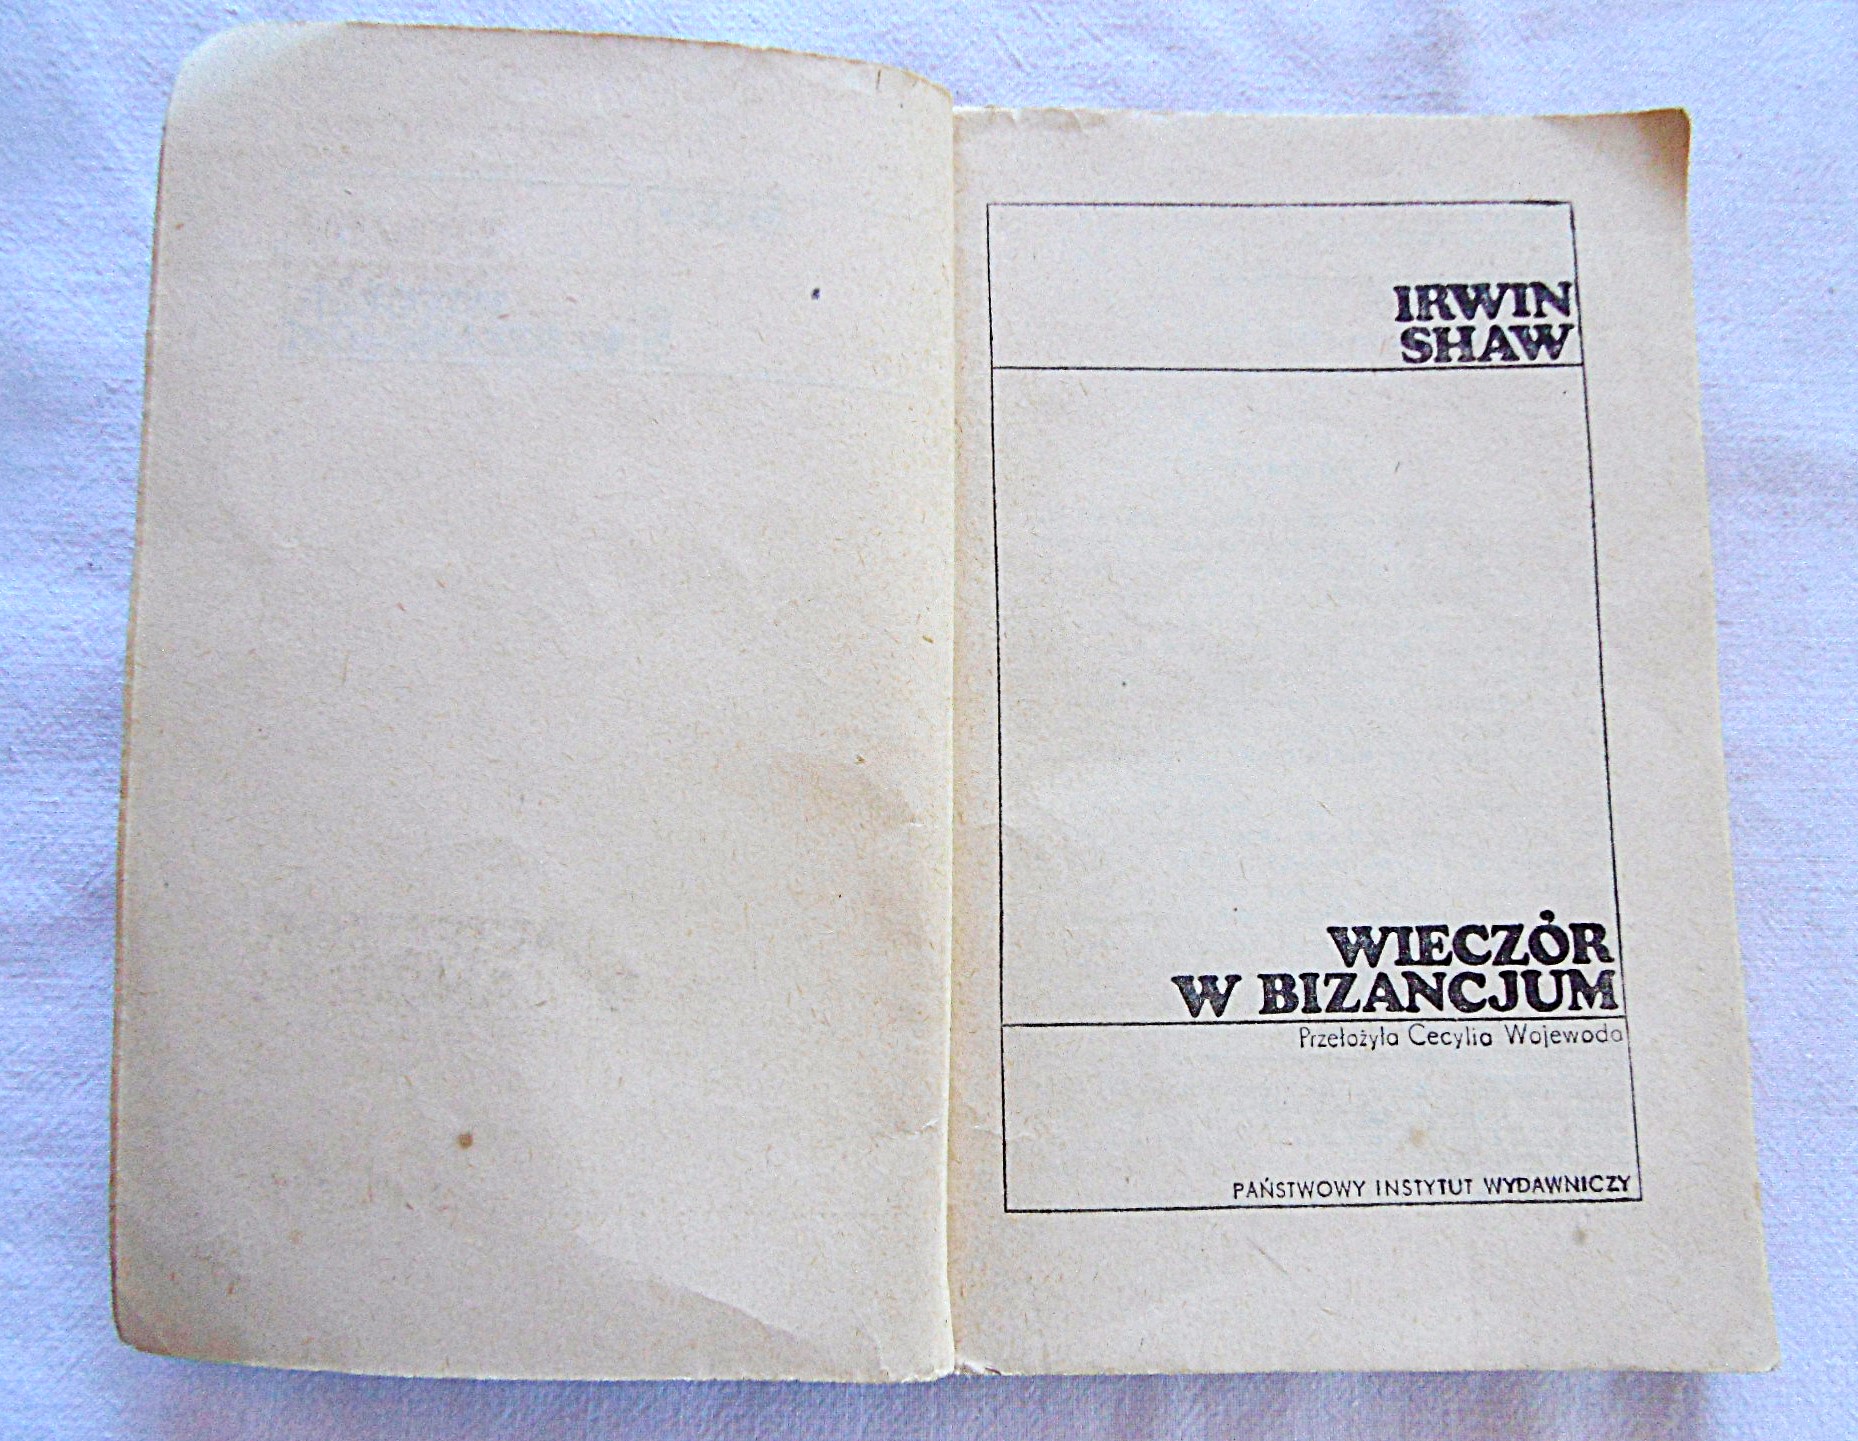 IRWIN
SHAW
WIECZÓR
W BIZANCJUM
Przełożyła Cecylia Wojewoda
PAŃSTWOWY INSTYTUT WYDAWNICZY